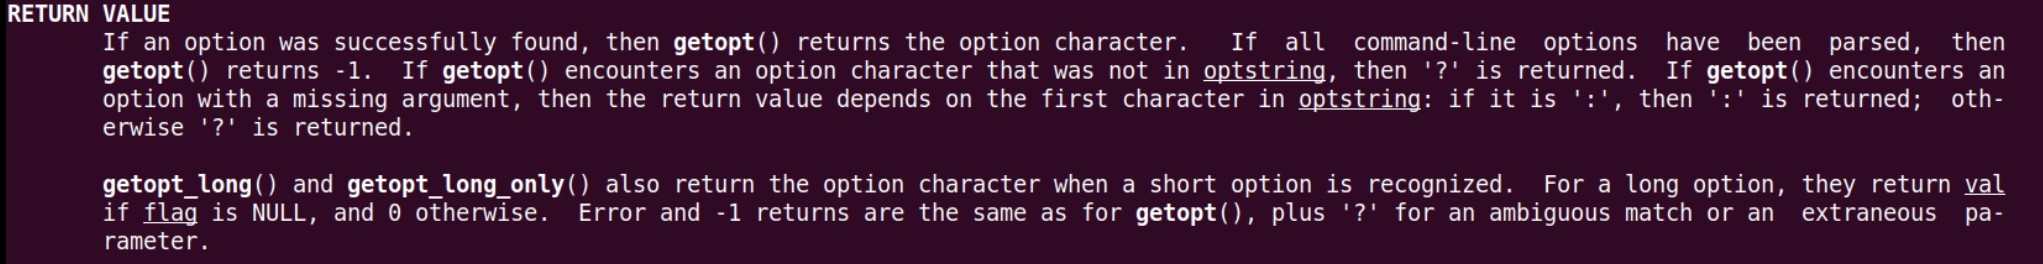 RETURN VALUE
If an option was successfully found, then getopt() returns the option character. If all command-line options have been parsed, then
getopt() returns -1. If getopt() encounters an option character that was not in optstring, then '?' is returned. If getopt() encounters an
option with a missing argument, then the return value depends on the first character in optstring: if it is ':', then ':' is returned; oth-
erwise '?' is returned.
getopt_long() and getopt_long_only() also return the option character when a short option is recognized. For a long option, they return val
if flag is NULL, and 0 otherwise. Error and -1 returns are the same as for getopt(), plus '?' for an ambiguous match or an extraneous pa-
rameter.